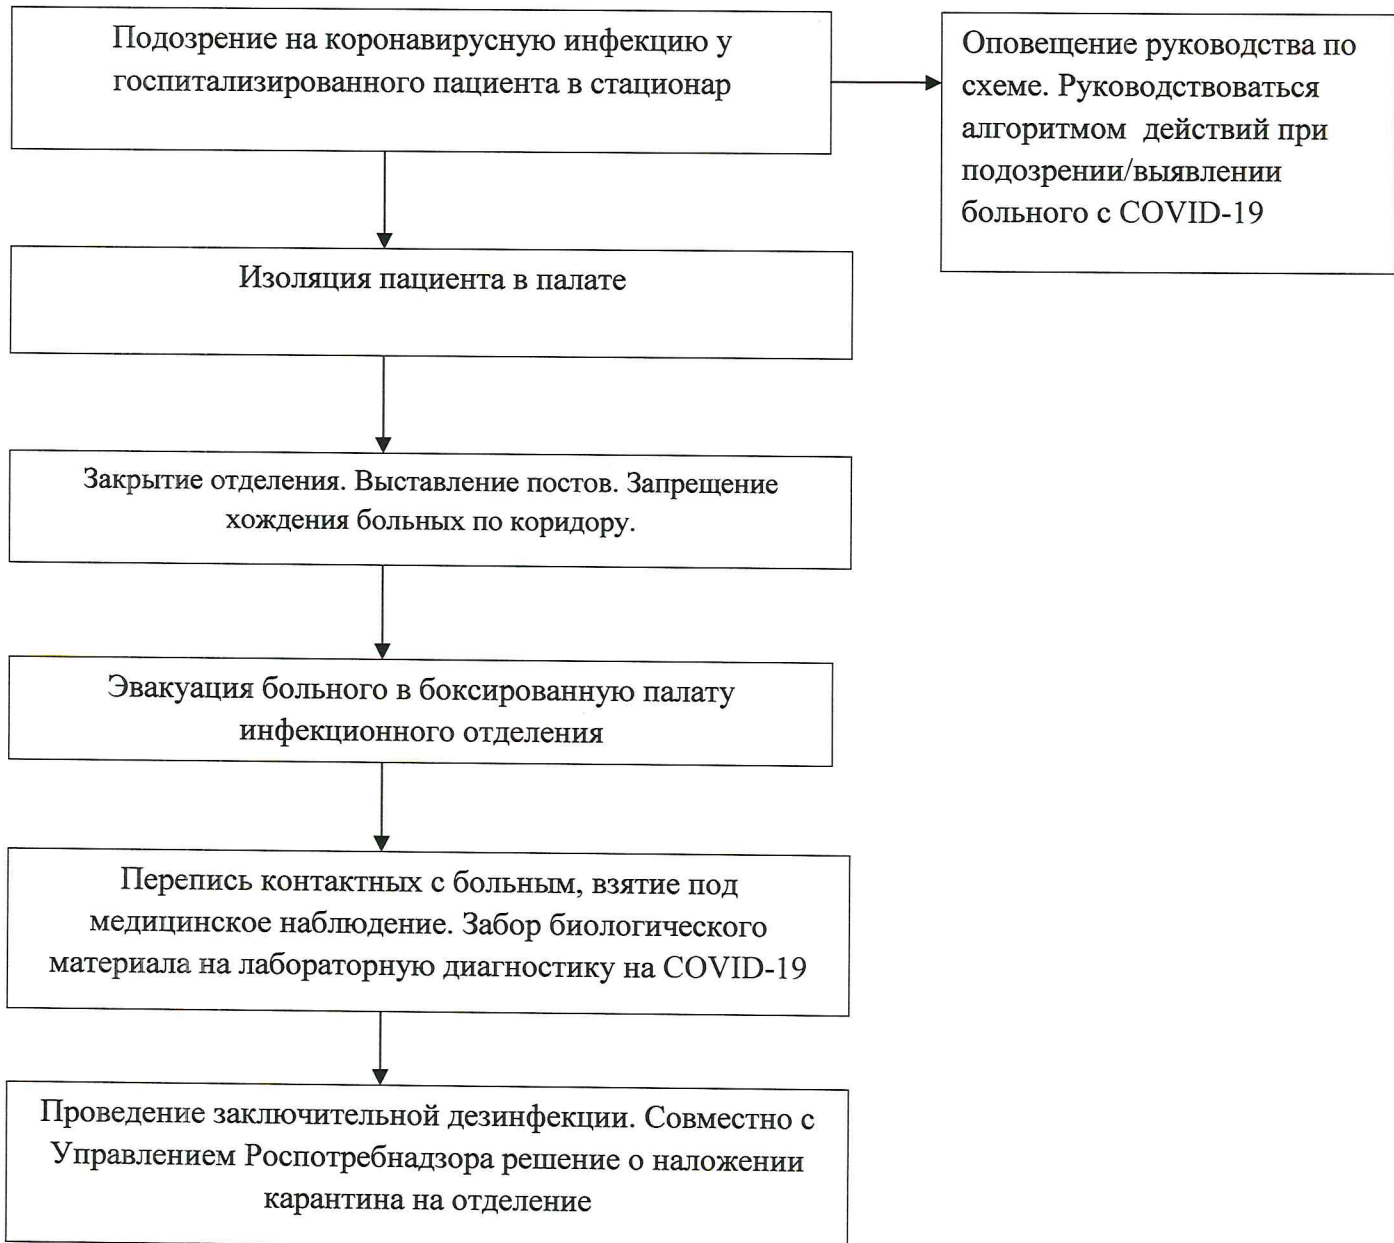 Подозрение на коронавирусную инфекцию у
госпитализированного пациента в стационар
Оповещение руководства по
схеме. Руководствоваться
алгоритмом действий при
подозрении/выявлении
больного с COVID-19
Изоляция пациента в палате
Закрытие отделения. Выставление постов. Запрещение
хождения больных по коридору.
Эвакуация больного в боксированную палату
инфекционного отделения
Перепись контактных с больным, взятие под
медицинское наблюдение. Забор биологического
материала на лабораторную диагностику на COVID-19
Проведение заключительной дезинфекции. Совместно с
Управлением Роспотребнадзора решение о наложении
карантина на отделение